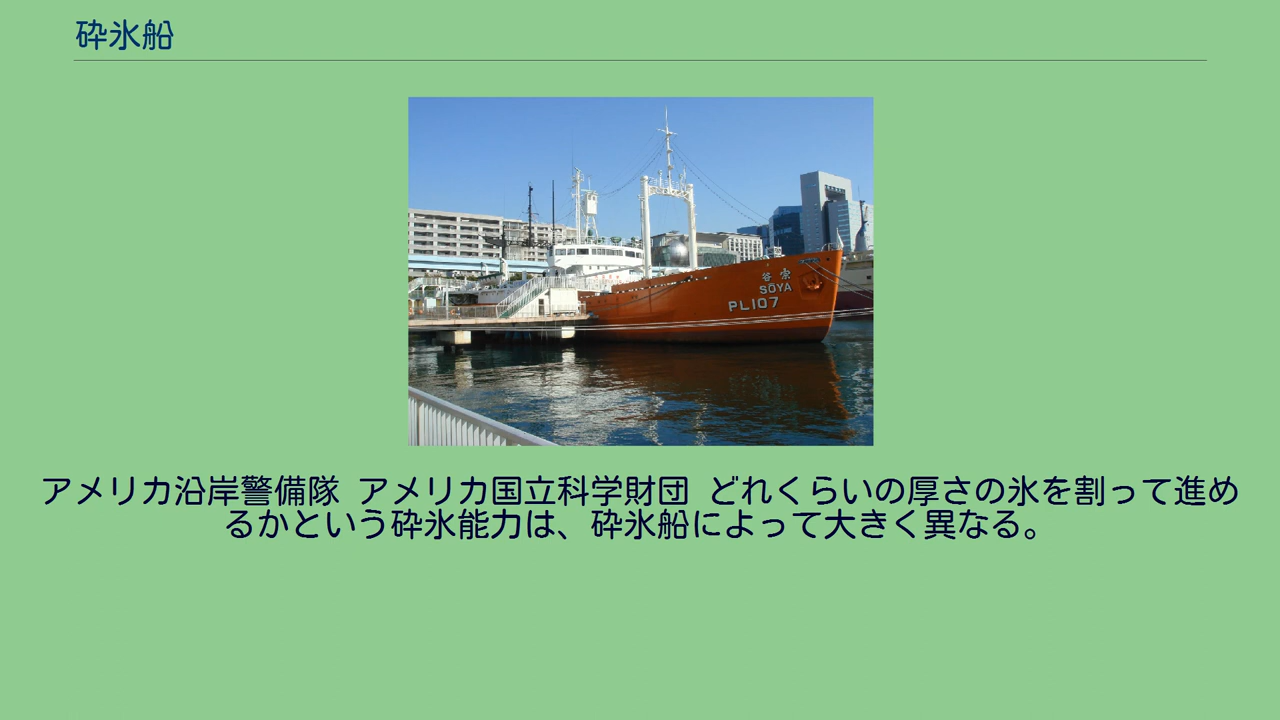 砕氷船
谷宗
SŌYA
PL107
アメリカ沿岸警備隊 アメリカ国立科学財団 どれくらいの厚さの氷を割って進め
るかという砕氷能力は、砕氷船によって大きく異なる。